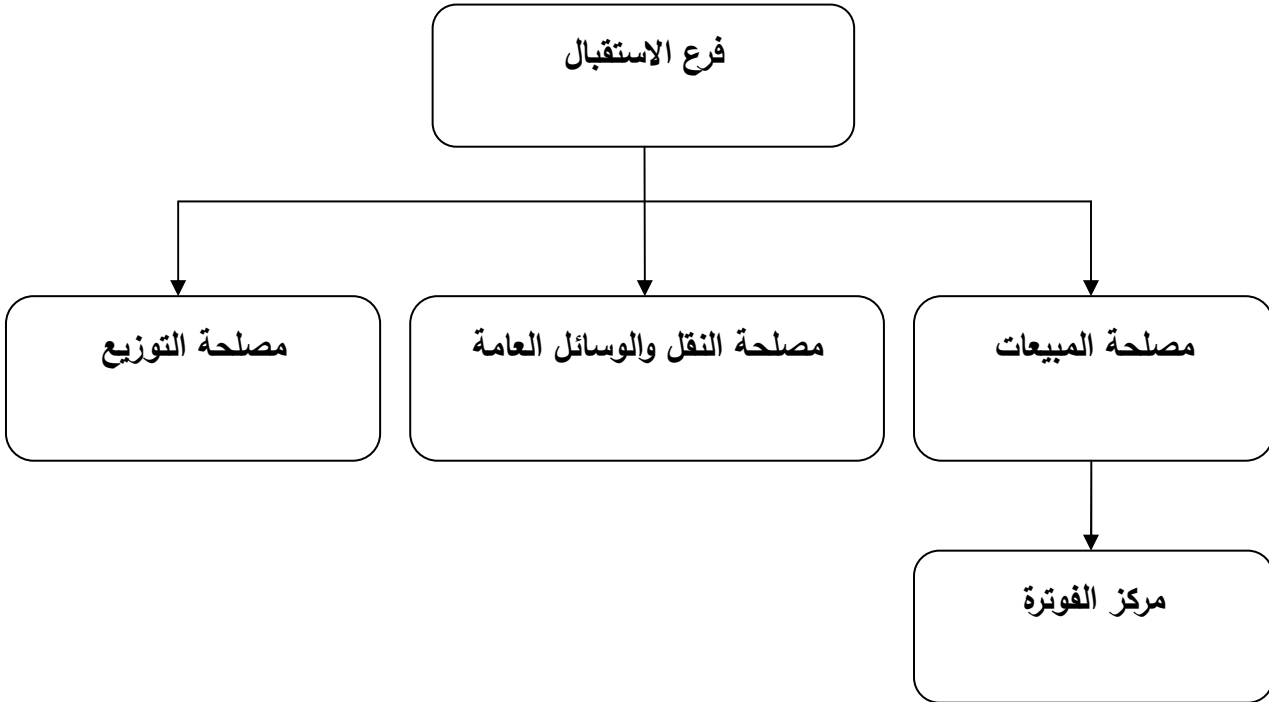 فرع الاستقبال
مصلحة المبيعات
مصلحة النقل والوسائل العامة
مصلحة التوزيع
مركز الفوترة